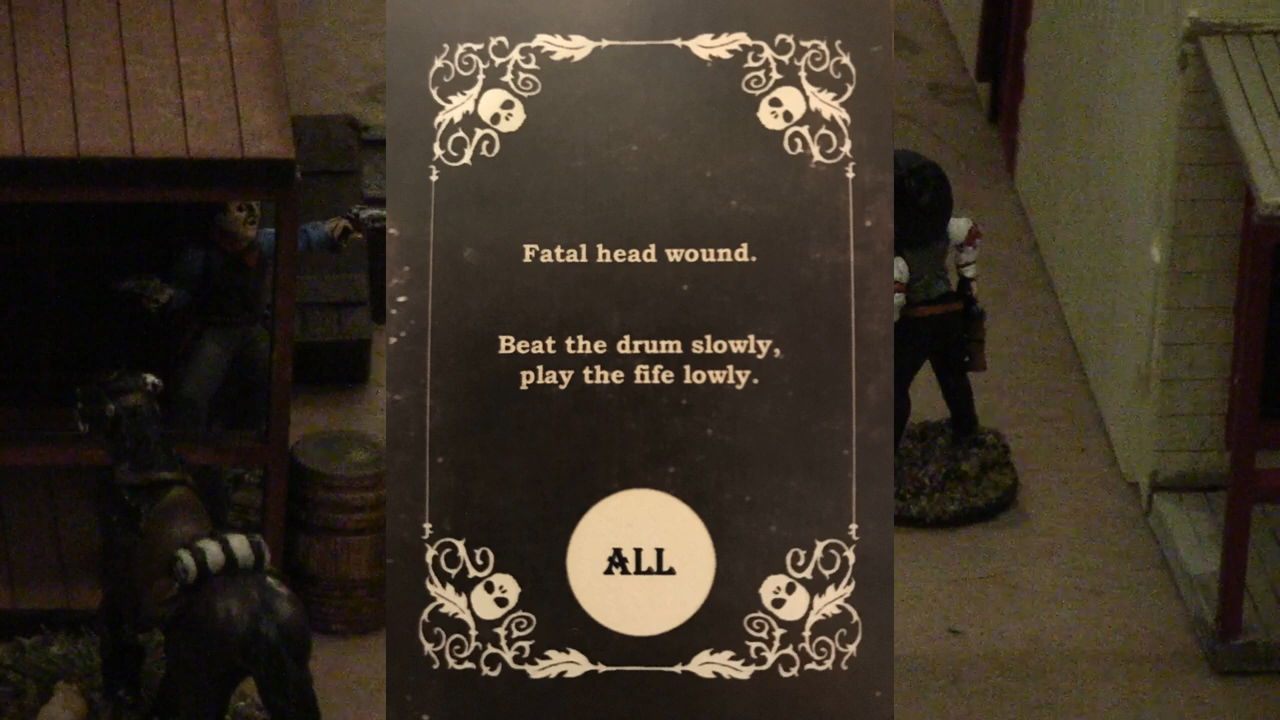 Fatal head wound.
Beat the drum slowly,
play the fife lowly.
ALL